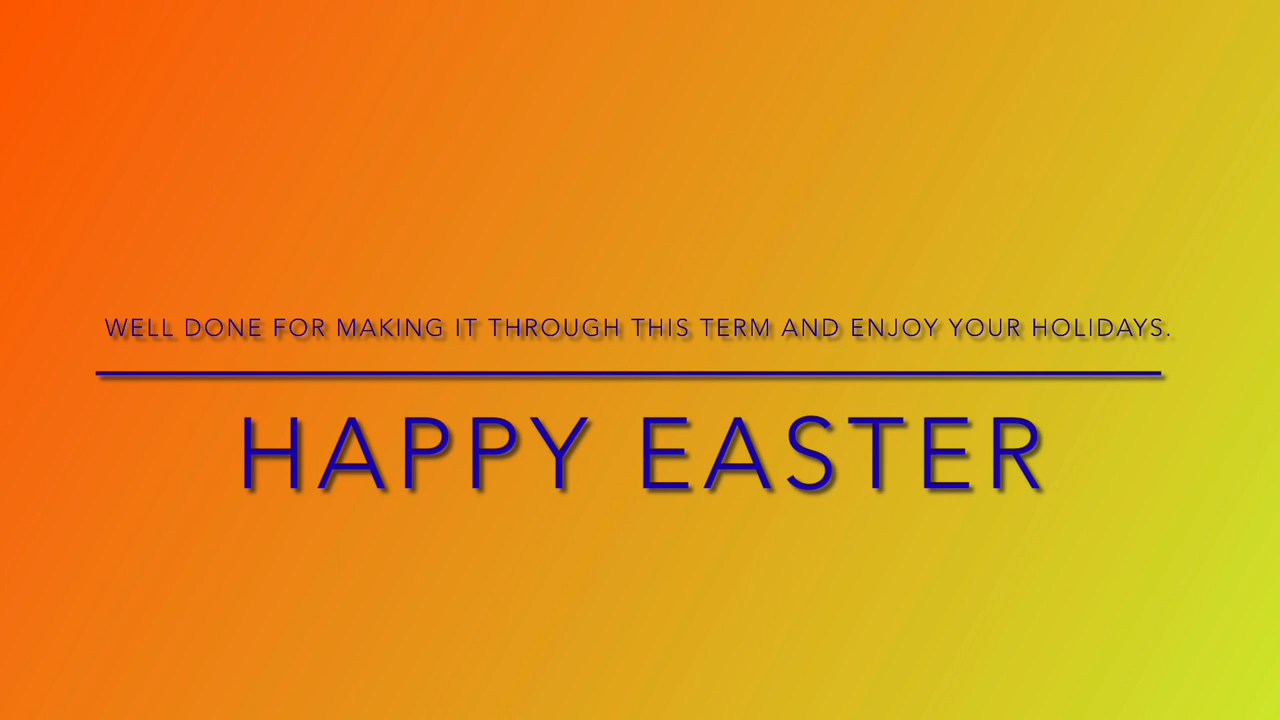 WELL DONE FOR MAKING IT THROUGH THIS TERM AND ENJOY YOUR HOLIDAYS.
HAPPY EASTER